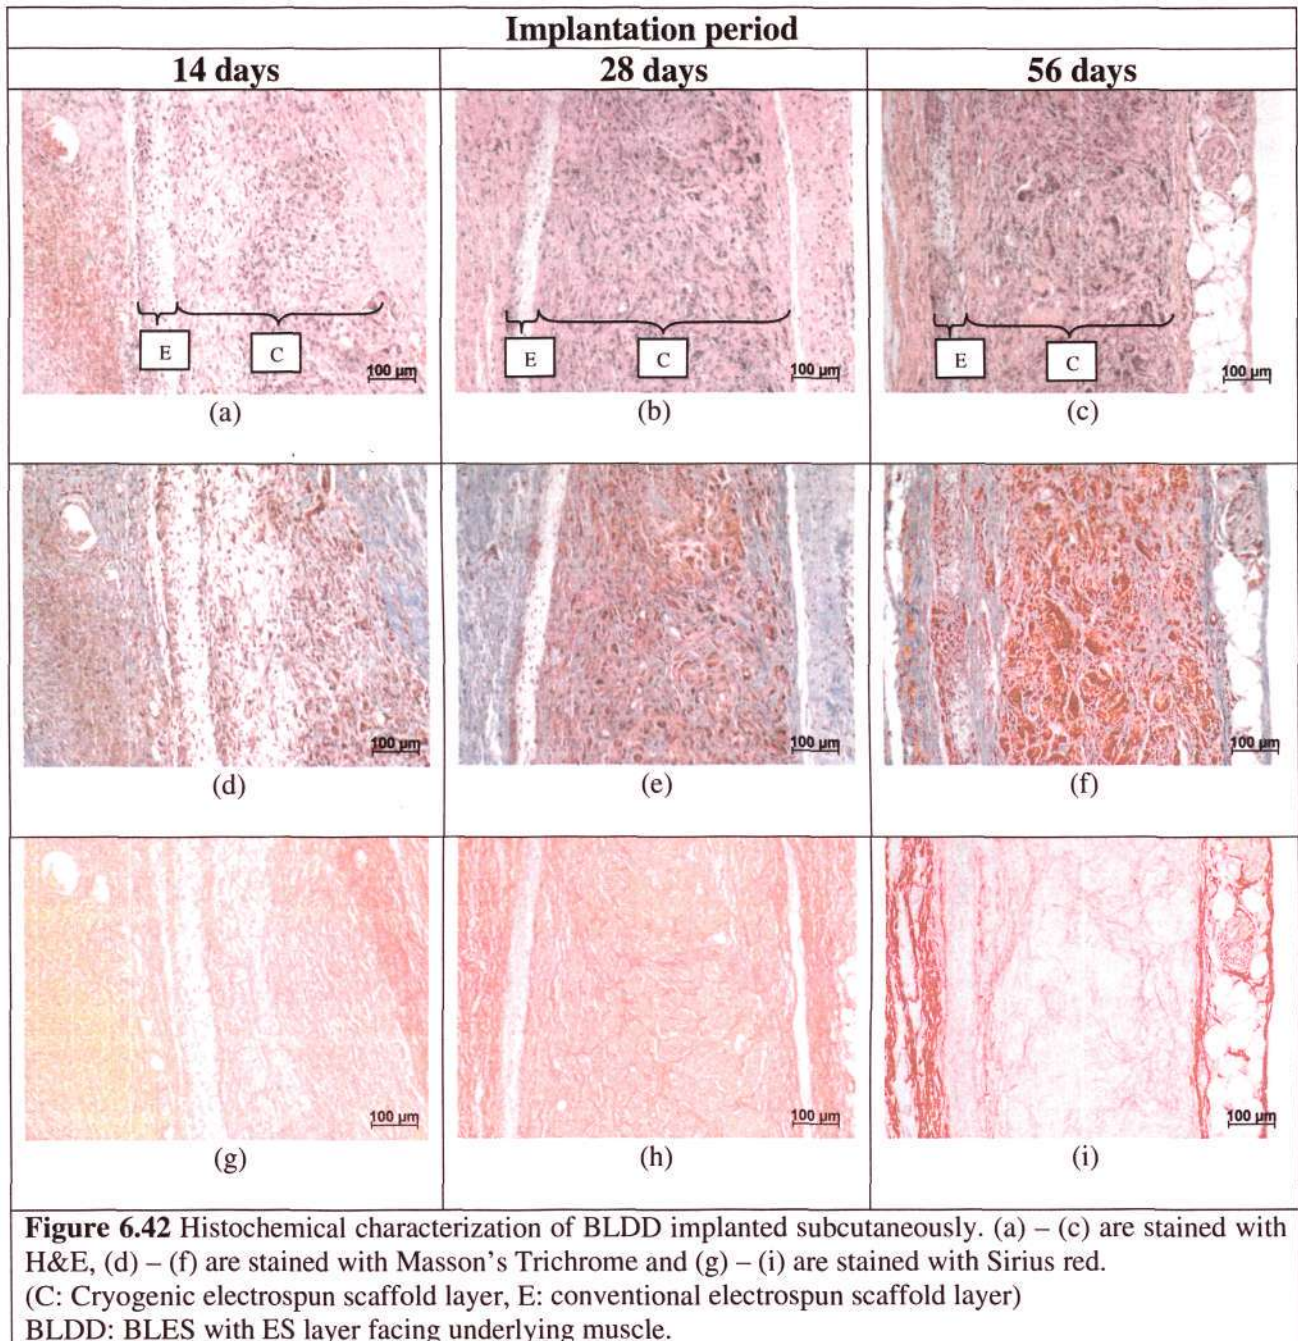 Implantation period
14 days 28 days 56 days
E C 100 µm E C 100 µm E C 100 µm
(a) (b) (c)
100 µm 100 µm 100 µm
(d) (e) (f)
100 µm 100 µm 100 µm
(g) (h) (i)
Figure 6.42 Histochemical characterization of BLDD implanted subcutaneously. (a) – (c) are stained with
H&E, (d) – (f) are stained with Masson's Trichrome and (g) – (i) are stained with Sirius red.
(C: Cryogenic electrospun scaffold layer, E: conventional electrospun scaffold layer)
BLDD: BLES with ES layer facing underlying muscle.